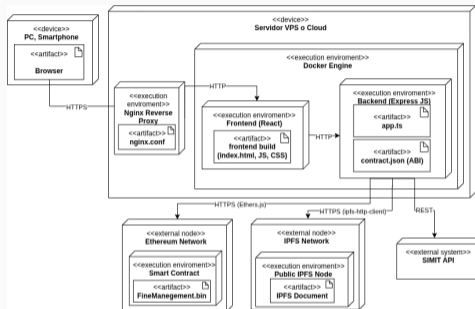 <<device>>
PC, Smartphone
<<artifact>>
Browser
<<device>>
Servidor VPS o Cloud
<<execution enviroment>>
Docker Engine
<<execution
enviroment>>
Nginx Reverse
Proxy
<<artifact>>
nginx.conf
HTTPS
HTTP
<<execution enviroment>>
Frontend (React)
<<artifact>>
frontend build
(index.html, JS, CSS)
HTTP
<<execution enviroment>>
Backend (Express JS)
<<artifact>>
app.ts
<<artifact>>
contract.json (ABI)
HTTPS (Ethers.js)
HTTPS (ipfs-http-client)
REST
<<external node>>
Ethereum Network
<<execution enviroment>>
Smart Contract
<<artifact>>
FineManegement.bin
<<external node>>
IPFS Network
<<execution enviroment>>
Public IPFS Node
<<artifact>>
IPFS Document
<<external system>>
SIMIT API